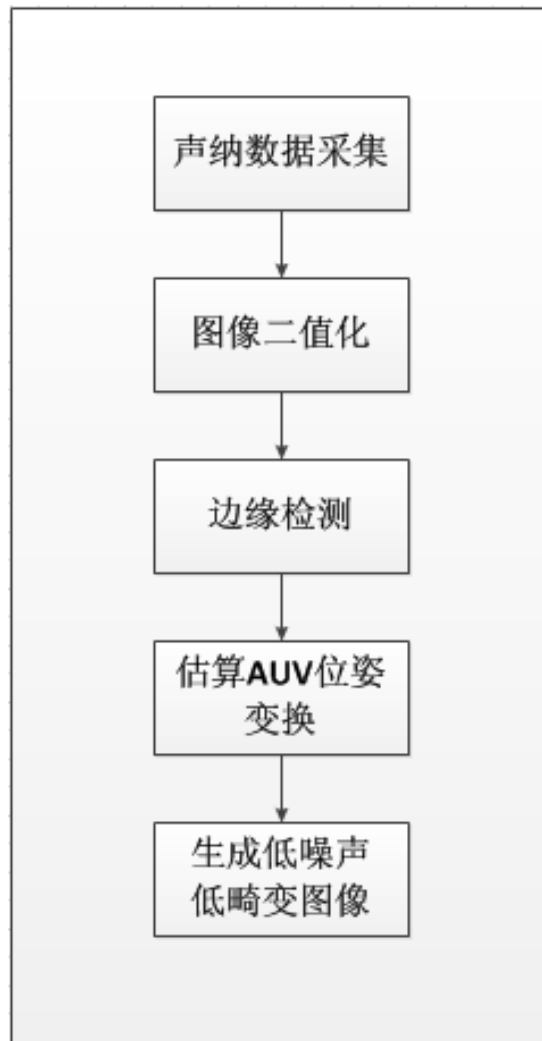 声纳数据采集
图像二值化
边缘检测
估算AUV位姿
变换
生成低噪声
低畸变图像